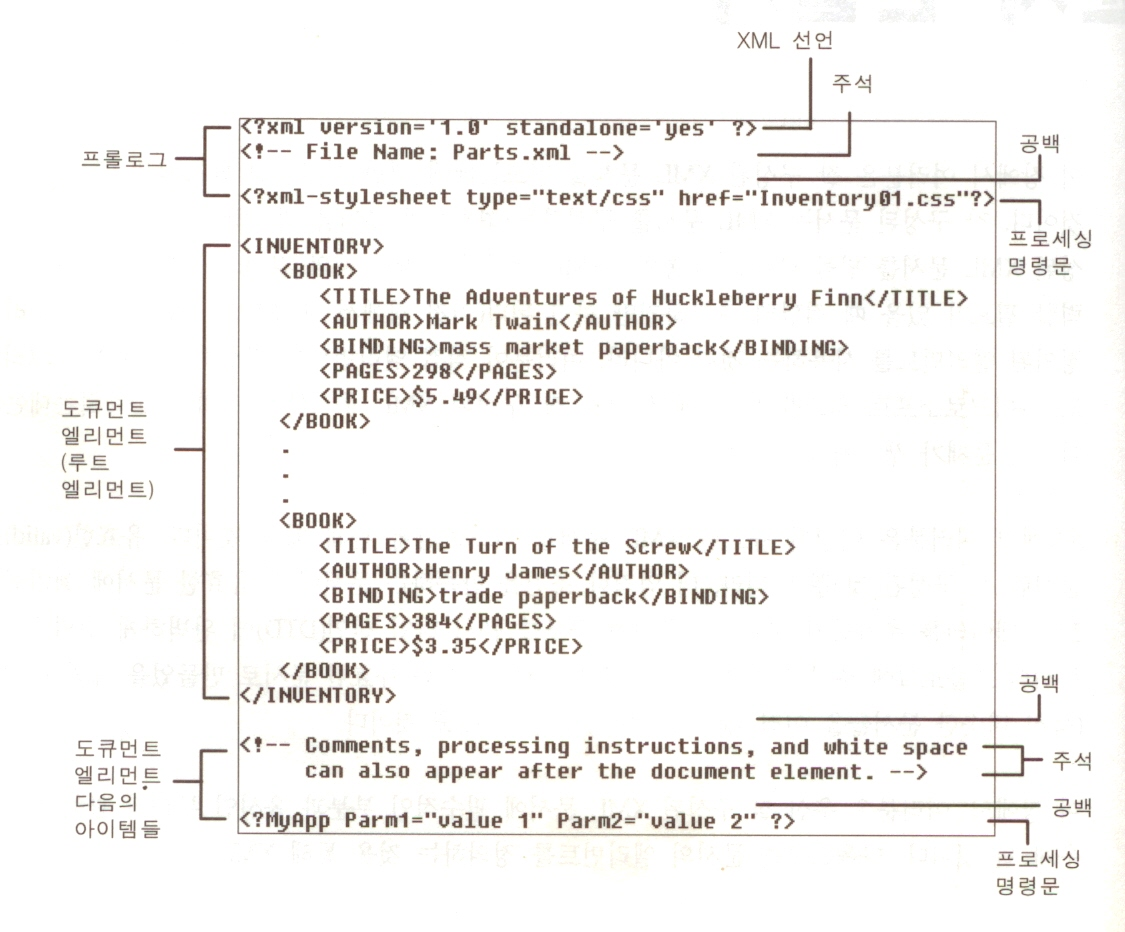 XML 선언
주석
<?xml version='1.0' standalone='yes' ?>
프롤로그
<!-- File Name: Parts.xml -->
공백
<?xml-stylesheet type="text/css" href="Inventory01.css"?>
프로세싱
명령문
<INVENTORY>
<BOOK>
<TITLE>The Adventures of Huckleberry Finn</TITLE>
<AUTHOR>Mark Twain</AUTHOR>
<BINDING>mass market paperback</BINDING>
<PAGES>298</PAGES>
<PRICE>$5.49</PRICE>
</BOOK>
도큐먼트
엘리먼트
(루트
엘리먼트)
.
.
.
<BOOK>
<TITLE>The Turn of the Screw</TITLE>
<AUTHOR>Henry James</AUTHOR>
<BINDING>trade paperback</BINDING>
<PAGES>384</PAGES>
<PRICE>$3.35</PRICE>
</BOOK>
</INVENTORY>
공백
도큐먼트
엘리먼트
다음의
아이템들
<!-- Comments, processing instructions, and white space
can also appear after the document element. -->
주석
공백
<?MyApp Parm1="value 1" Parm2="value 2" ?>
프로세싱
명령문